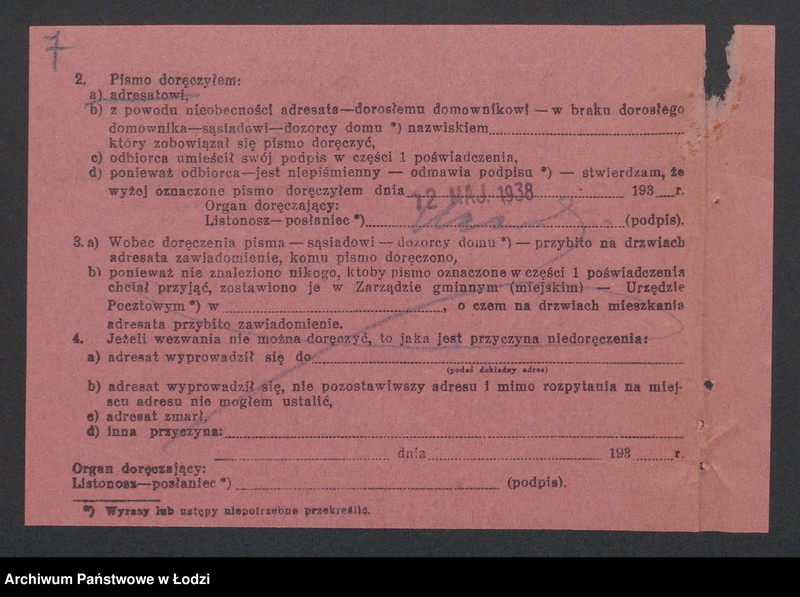 7
2. Pismo doręczyłem:
a) adresatowi,
b) z powodu nieobecności adresata—dorosłemu domownikowi — w braku dorosłego
domownika—sąsiadowi—dozorcy domu *) nazwiskiem
który zobowiązał się pismo doręczyć,
c) odbiorca umieścił swój podpis w części 1 poświadczenia,
d) ponieważ odbiorca—jest niepiśmienny — odmawia podpisu *) — stwierdzam, że
wyżej oznaczone pismo doręczyłem dnia 12 MAJ. 1938 193 r.
Organ doręczający:
Listonosz—posłaniec *) (podpis).
3. a) Wobec doręczenia pisma — sąsiadowi — dozorcy domu *) — przybito na drzwiach
adresata zawiadomienie, komu pismo doręczono,
b) ponieważ nie znaleziono nikogo, ktoby pismo oznaczone w części 1 poświadczenia
chciał przyjąć, zostawiono je w Zarządzie gminnym (miejskim) — Urzędzie
Pocztowym *) w , o czem na drzwiach mieszkania
adresata przybito zawiadomienie.
4. Jeżeli wezwania nie można doręczyć, to jaka jest przyczyna niedoręczenia:
a) adresat wyprowadził się do
(podać dokładny adres)
b) adresat wyprowadził się, nie pozostawiwszy adresu i mimo rozpytania na miej-
scu adresu nie mogłem ustalić,
c) adresat zmarł,
d) inna przyczyna:
dnia 193 r.
Organ doręczający:
Listonosz—posłaniec *) (podpis).
*) Wyrazy lub ustępy niepotrzebne przekreślić.
Archiwum Państwowe w Łodzi